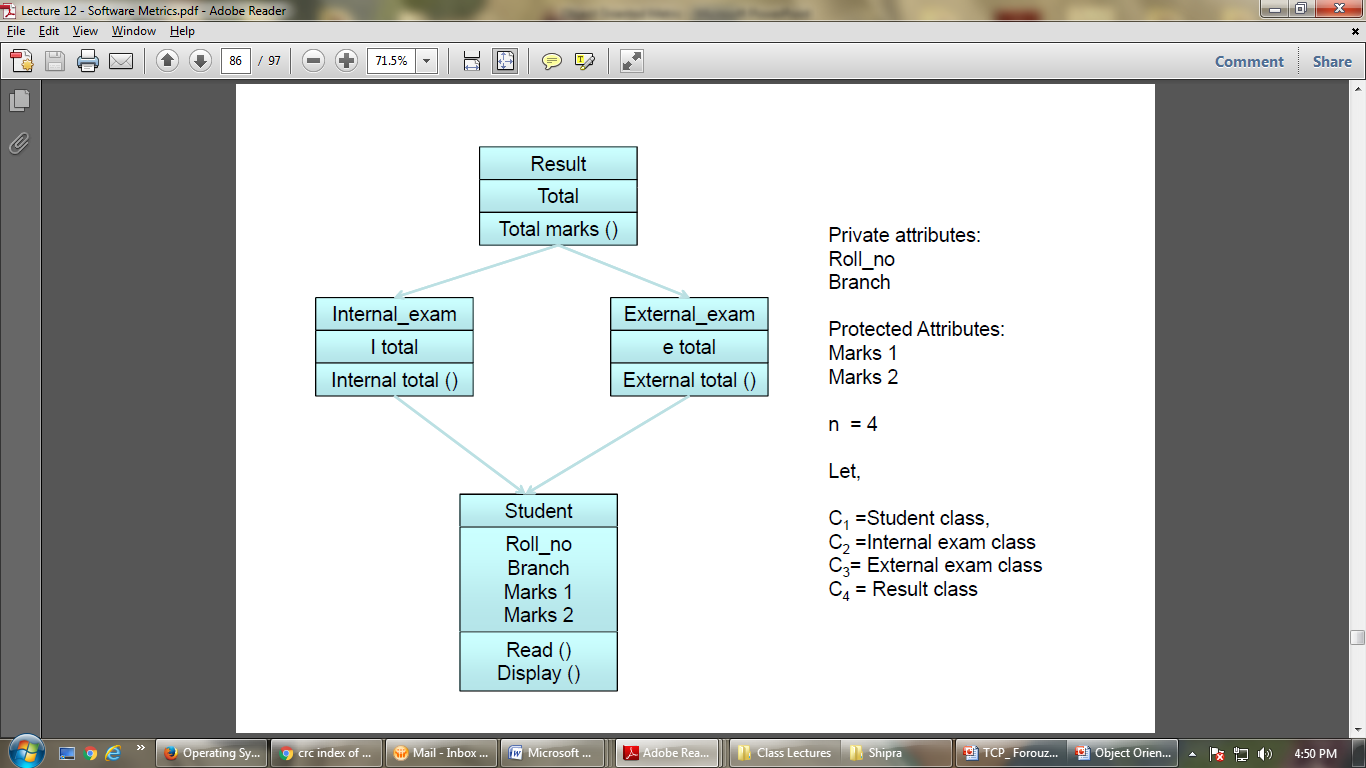 Lecture 12 - Software Metrics.pdf - Adobe Reader
File Edit View Window Help
86 / 97 71.5% Comment Share
Result
Total
Total marks ()
Internal_exam
I total
Internal total ()
External_exam
e total
External total ()
Student
Roll_no
Branch
Marks 1
Marks 2
Read ()
Display ()
Private attributes:
Roll_no
Branch
Protected Attributes:
Marks 1
Marks 2
n = 4
Let,
C1 =Student class,
C2 =Internal exam class
C3= External exam class
C4 = Result class
» Operating Sy... crc index of ... Mail - Inbox ... Microsoft ... Adobe Rea... Class Lectures Shipra TCP_ Forouz... Object Orien... 4:50 PM